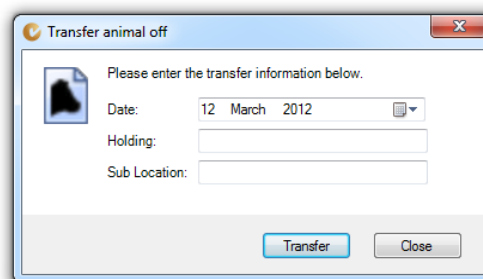 Transfer animal off
Please enter the transfer information below.
Date: 12 March 2012
Holding:
Sub Location:
Transfer Close